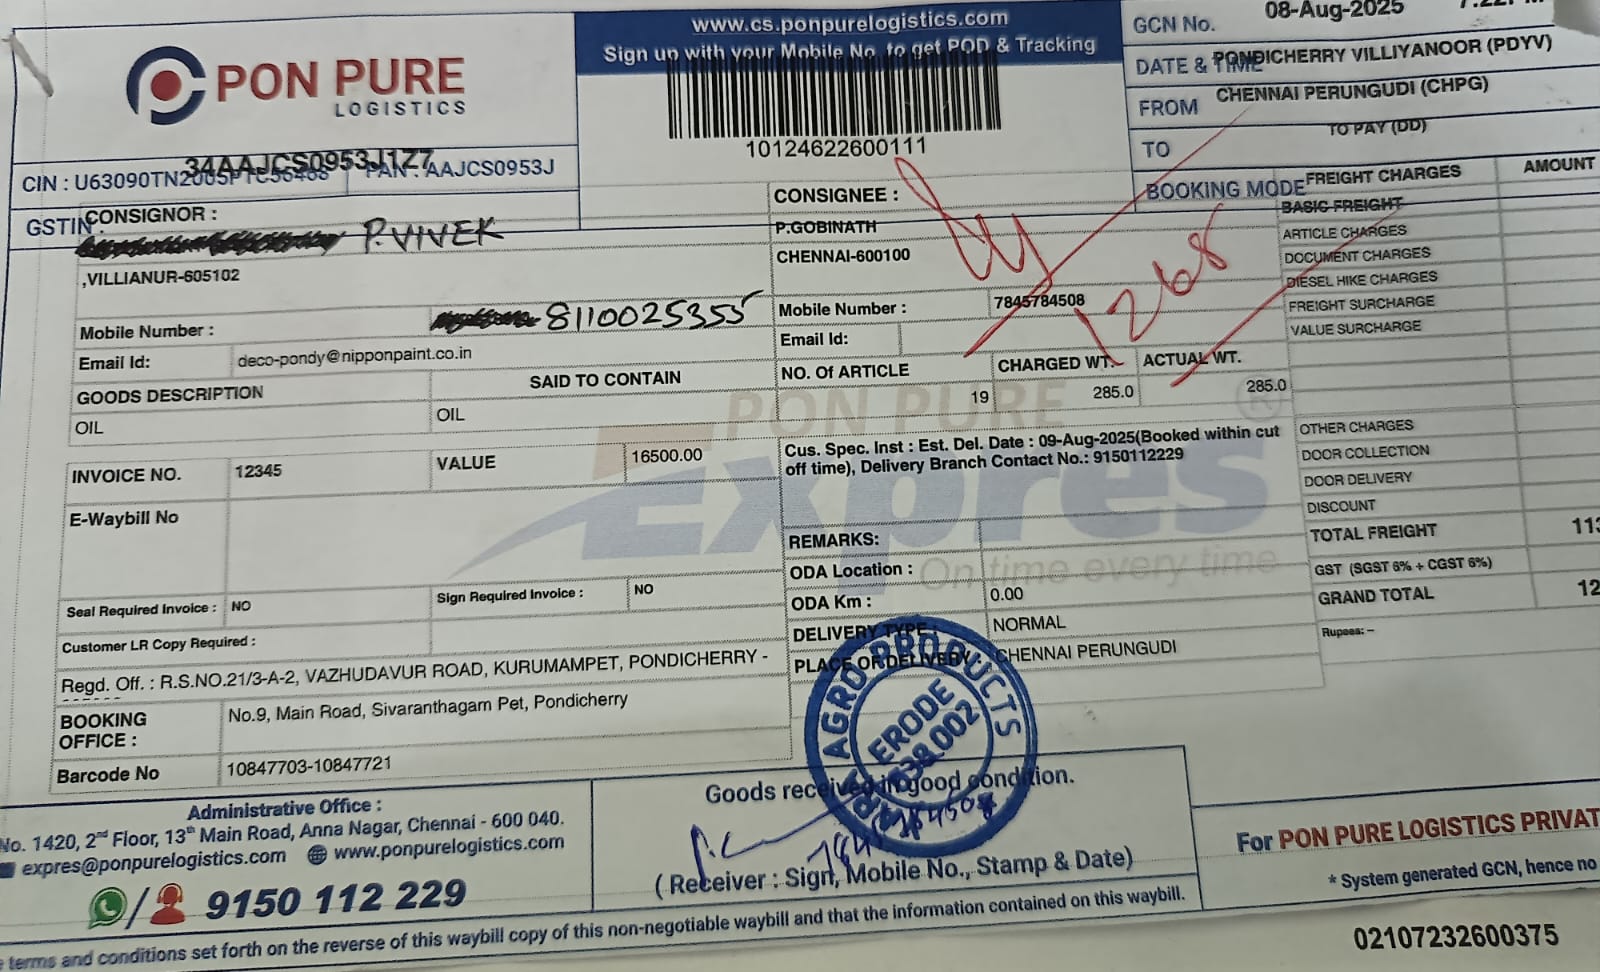 PON PURE
LOGISTICS
www.cs.ponpurelogistics.com
Sign up with your Mobile No. to get POD & Tracking
10124622600111
GCN No.
08-Aug-2025
DATE & TIME
PONDICHERRY VILLIYANOOR (PDYV)
FROM
CHENNAI PERUNGUDI (CHPG)
TO
TO PAY (DD)
BOOKING MODE
34AAJCS0953J1Z7
CIN : PAN : AAJCS0953J
GSTIN :
CONSIGNOR :
P.VIVEK
,VILLIANUR-605102
Mobile Number :
8110025355
Email Id:
deco-pondy@nipponpaint.co.in
CONSIGNEE :
P.GOBINATH
CHENNAI-600100
Mobile Number :
7845784508
Email Id:
1268
FREIGHT CHARGES AMOUNT
BASIC FREIGHT
ARTICLE CHARGES
DOCUMENT CHARGES
DIESEL HIKE CHARGES
FREIGHT SURCHARGE
VALUE SURCHARGE
GOODS DESCRIPTION
SAID TO CONTAIN
NO. Of ARTICLE
CHARGED WT.
ACTUAL WT.
OIL
OIL
19
285.0
285.0
INVOICE NO.
12345
VALUE
16500.00
Cus. Spec. Inst : Est. Del. Date : 09-Aug-2025(Booked within cut
off time), Delivery Branch Contact No.: 9150112229
OTHER CHARGES
DOOR COLLECTION
DOOR DELIVERY
DISCOUNT
TOTAL FREIGHT
GST (SGST 6% + CGST 6%)
GRAND TOTAL
Rupees: –
PON PURE
Expres
On time every time
®
E-Waybill No
REMARKS:
ODA Location :
ODA Km :
0.00
Seal Required Invoice :
NO
Sign Required Invoice :
NO
DELIVERY TYPE :
NORMAL
Customer LR Copy Required :
PLACE OF DELIVERY :
CHENNAI PERUNGUDI
Regd. Off. : R.S.NO.21/3-A-2, VAZHUDAVUR ROAD, KURUMAMPET, PONDICHERRY -
BOOKING
OFFICE :
No.9, Main Road, Sivaranthagam Pet, Pondicherry
Barcode No
10847703-10847721
AGRO PRODUCTS
ERODE
638 002
Administrative Office :
No. 1420, 2nd Floor, 13th Main Road, Anna Nagar, Chennai - 600 040.
expres@ponpurelogistics.com www.ponpurelogistics.com
/ 9150 112 229
Goods received in good condition.
( Receiver : Sign, Mobile No., Stamp & Date)
For PON PURE LOGISTICS PRIVAT
* System generated GCN, hence no
terms and conditions set forth on the reverse of this waybill copy of this non-negotiable waybill and that the information contained on this waybill.
02107232600375